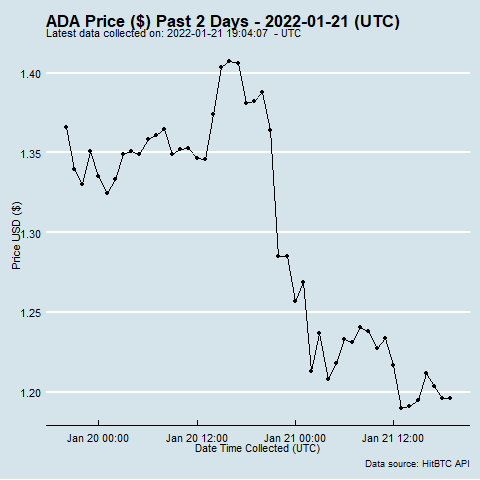 ADA Price ($) Past 2 Days - 2022-01-21 (UTC)
Latest data collected on: 2022-01-21 19:04:07 - UTC
1.40
1.35
1.30
1.25
1.20
Price USD ($)
Jan 20 00:00 Jan 20 12:00 Jan 21 00:00 Jan 21 12:00
Date Time Collected (UTC)
Data source: HitBTC API